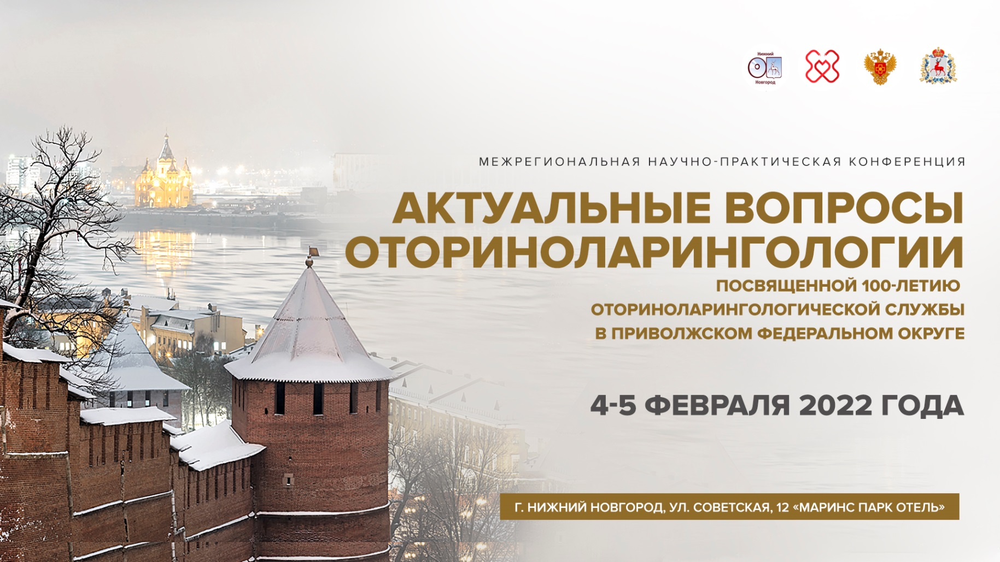 Нижний
Новгород
МЕЖРЕГИОНАЛЬНАЯ НАУЧНО-ПРАКТИЧЕСКАЯ КОНФЕРЕНЦИЯ
АКТУАЛЬНЫЕ ВОПРОСЫ
ОТОРИНОЛАРИНГОЛОГИИ
ПОСВЯЩЕННОЙ 100-ЛЕТИЮ
ОТОРИНОЛАРИНГОЛОГИЧЕСКОЙ СЛУЖБЫ
В ПРИВОЛЖСКОМ ФЕДЕРАЛЬНОМ ОКРУГЕ
4-5 ФЕВРАЛЯ 2022 ГОДА
Г. НИЖНИЙ НОВГОРОД, УЛ. СОВЕТСКАЯ, 12 «МАРИНС ПАРК ОТЕЛЬ»